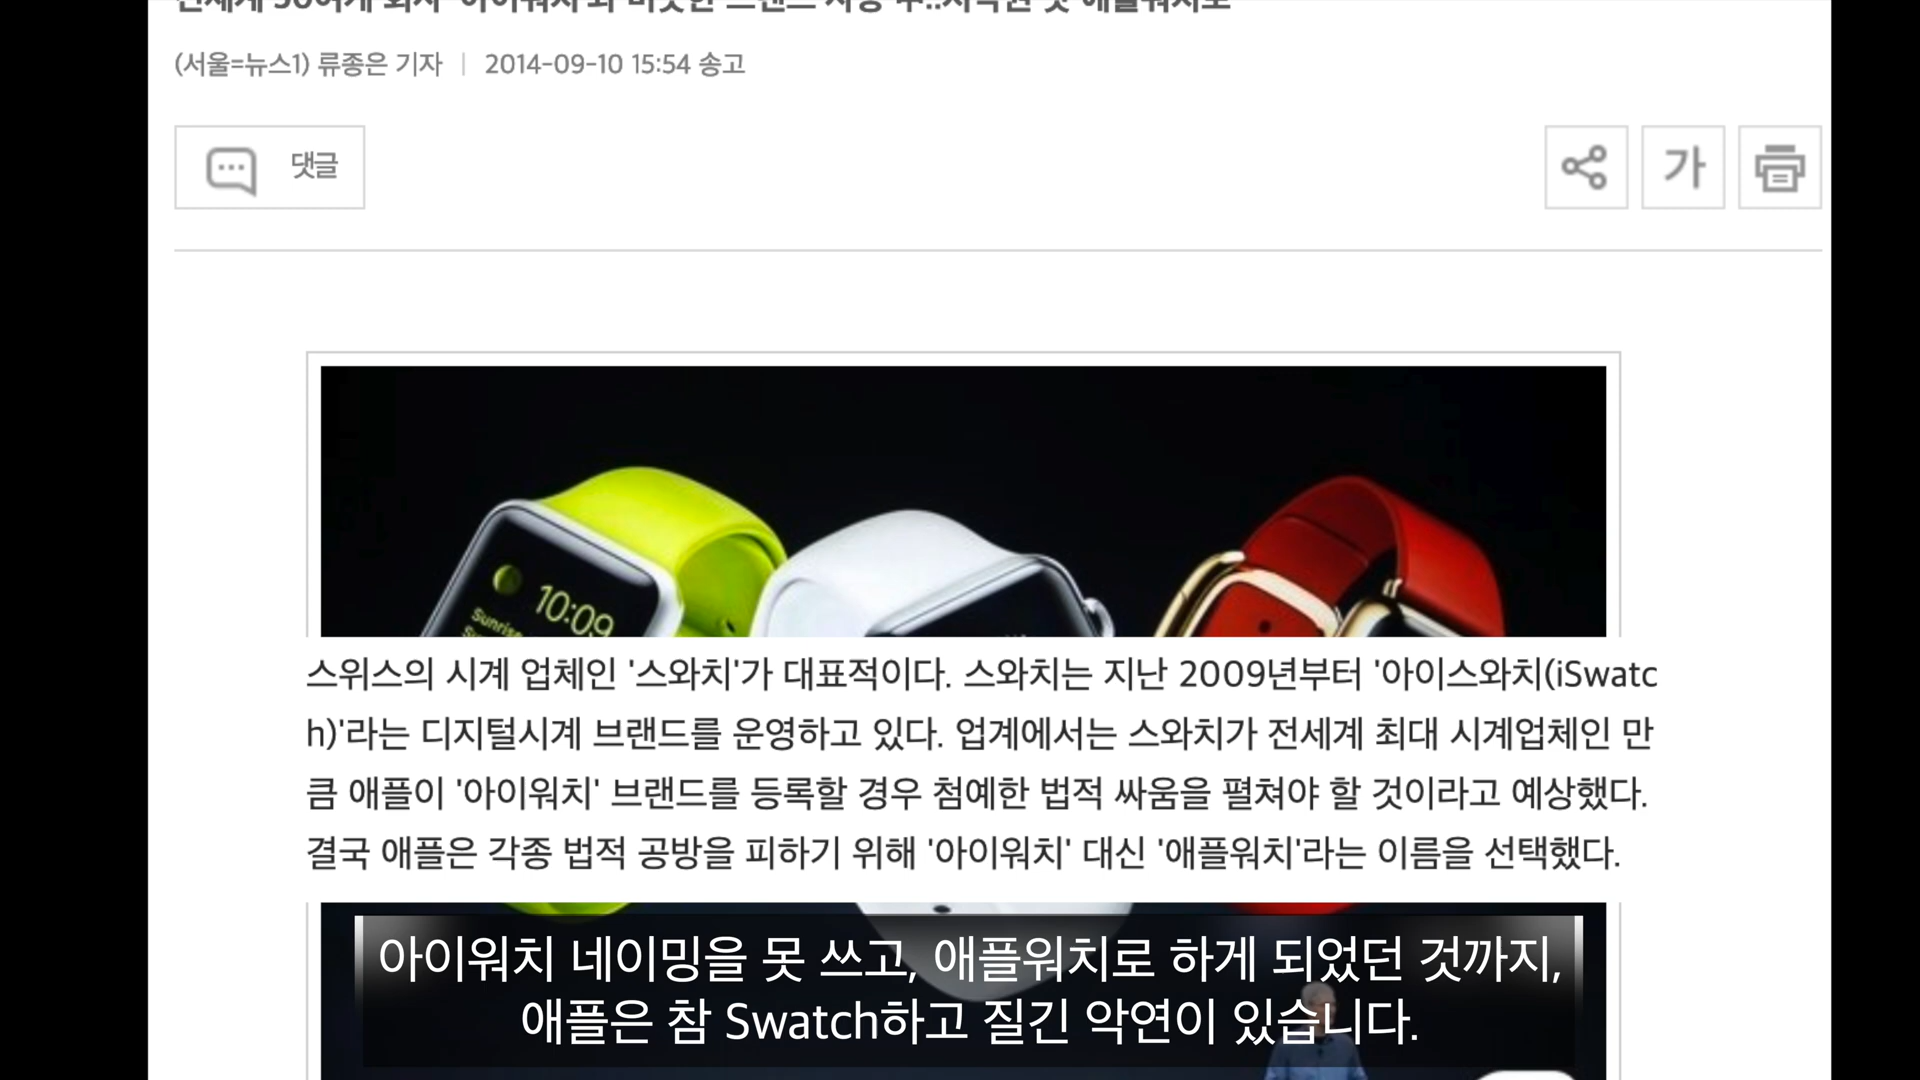 (서울=뉴스1) 류종은 기자 | 2014-09-10 15:54 송고
댓글
가
10:09
Sunrise
스위스의 시계 업체인 '스와치'가 대표적이다. 스와치는 지난 2009년부터 '아이스와치(iSwatc
h)'라는 디지털시계 브랜드를 운영하고 있다. 업계에서는 스와치가 전세계 최대 시계업체인 만
큼 애플이 '아이워치' 브랜드를 등록할 경우 첨예한 법적 싸움을 펼쳐야 할 것이라고 예상했다.
결국 애플은 각종 법적 공방을 피하기 위해 '아이워치' 대신 '애플워치'라는 이름을 선택했다.
아이워치 네이밍을 못 쓰고, 애플워치로 하게 되었던 것까지,
애플은 참 Swatch하고 질긴 악연이 있습니다.